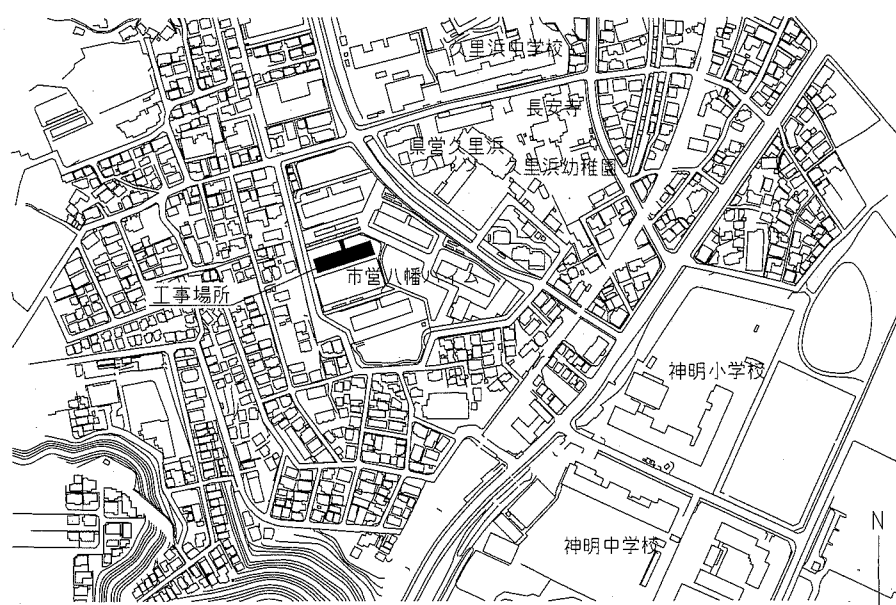 久里浜中学校
長安寺
県営久里浜
久里浜幼稚園
市営八幡ハ
工事場所
神明小学校
神明中学校
N